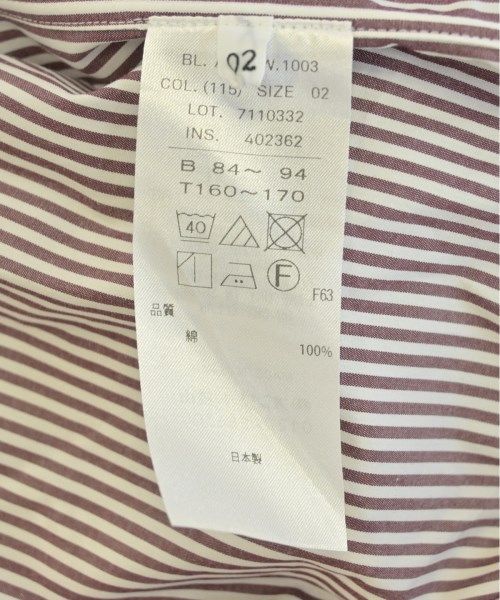 02
BL. W.1003
COL.(115) SIZE 02
LOT. 7110332
INS. 402362
B 84～ 94
T160～170
40
F
F63
品質
綿 100%
日本製